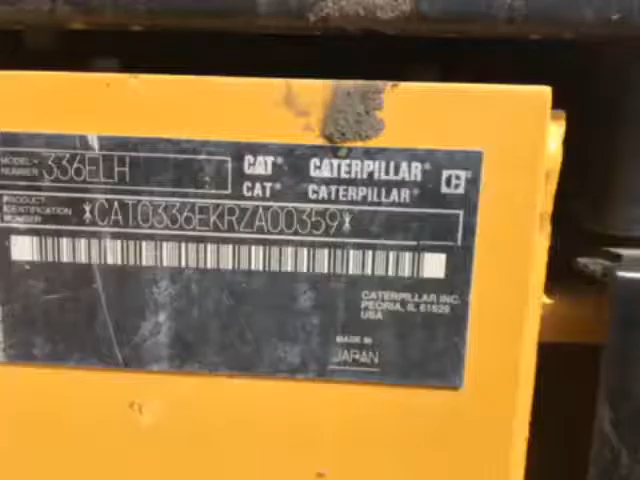 MODEL
NUMBER
336ELH
CAT® CATERPILLAR®
CAT® CATERPILLAR®
PRODUCT
IDENTIFICATION
NUMBER
*CAT0336EKRZA00359*
CATERPILLAR INC.
PEORIA, IL 61629
USA
MADE IN
JAPAN